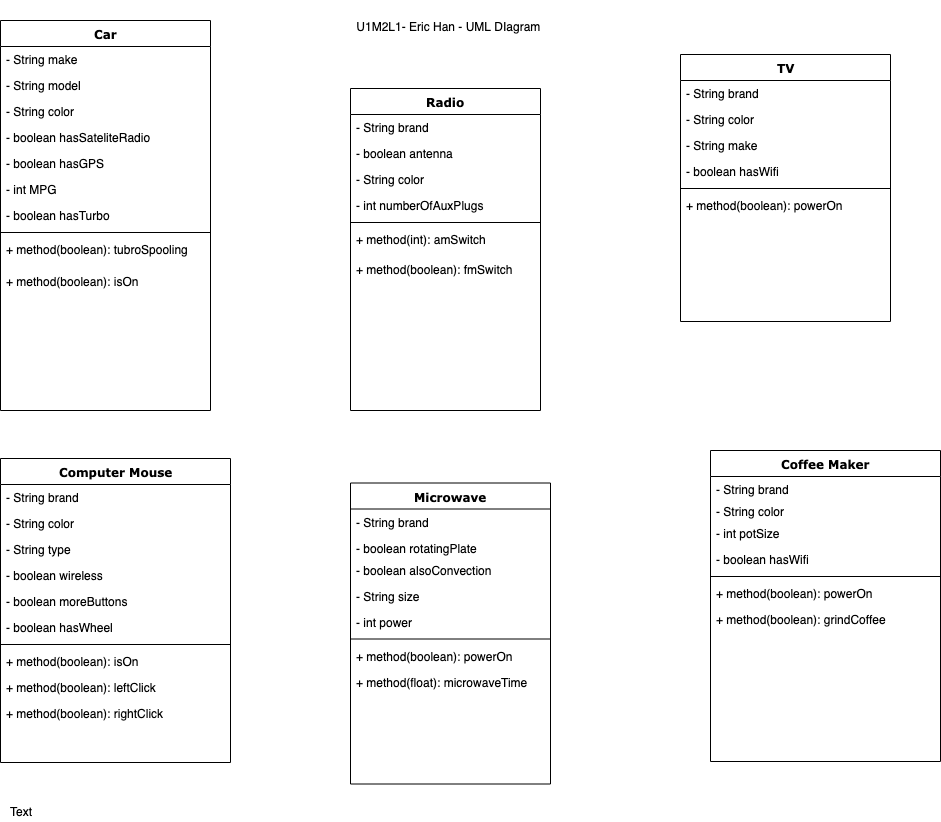 U1M2L1- Eric Han - UML DIagram
Car
- String make
- String model
- String color
- boolean hasSateliteRadio
- boolean hasGPS
- int MPG
- boolean hasTurbo
+ method(boolean): tubroSpooling
+ method(boolean): isOn
Radio
- String brand
- boolean antenna
- String color
- int numberOfAuxPlugs
+ method(int): amSwitch
+ method(boolean): fmSwitch
TV
- String brand
- String color
- String make
- boolean hasWifi
+ method(boolean): powerOn
Computer Mouse
- String brand
- String color
- String type
- boolean wireless
- boolean moreButtons
- boolean hasWheel
+ method(boolean): isOn
+ method(boolean): leftClick
+ method(boolean): rightClick
Microwave
- String brand
- boolean rotatingPlate
- boolean alsoConvection
- String size
- int power
+ method(boolean): powerOn
+ method(float): microwaveTime
Coffee Maker
- String brand
- String color
- int potSize
- boolean hasWifi
+ method(boolean): powerOn
+ method(boolean): grindCoffee
Text